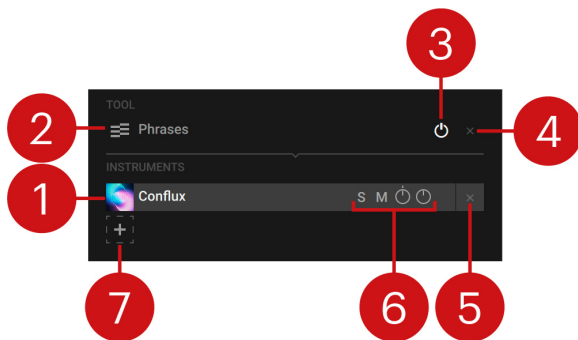 3
TOOL
2 Phrases × 4
INSTRUMENTS
1 Conflux S M ×
+
7 6 5